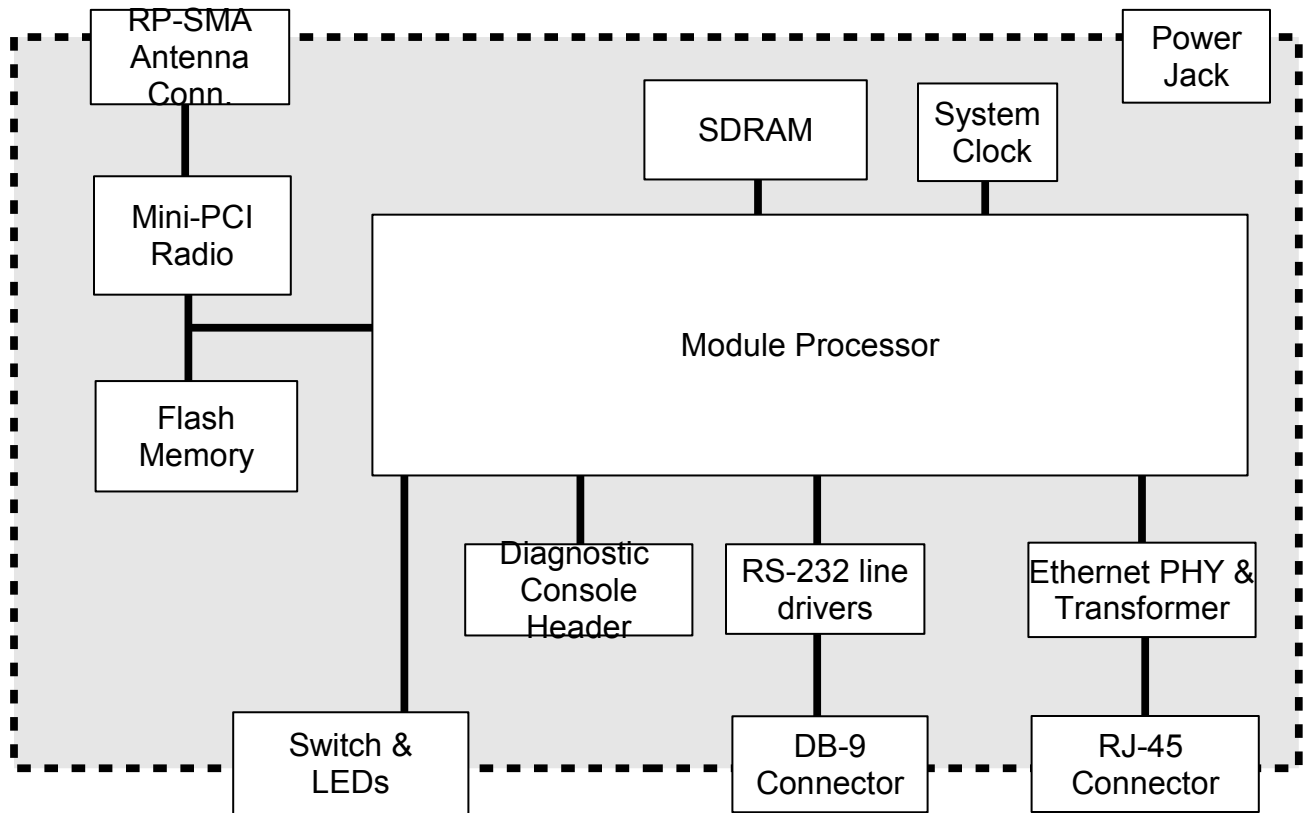 RP-SMA
Antenna
Conn.
Power
Jack
SDRAM
System
Clock
Mini-PCI
Radio
Module Processor
Flash
Memory
Diagnostic
Console
Header
RS-232 line
drivers
Ethernet PHY &
Transformer
Switch &
LEDs
DB-9
Connector
RJ-45
Connector